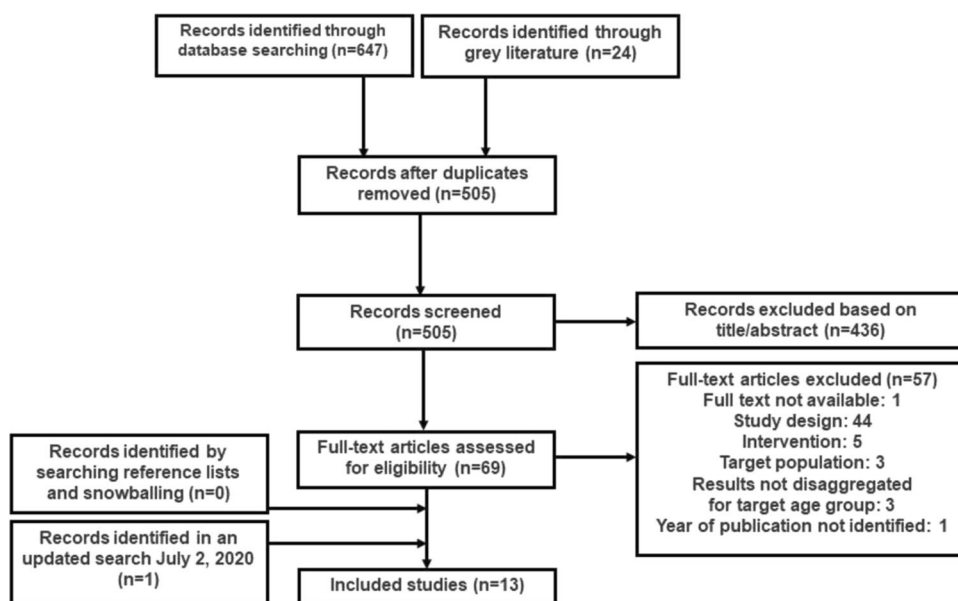 Records identified through
database searching (n=647)
Records identified through
grey literature (n=24)
Records after duplicates
removed (n=505)
Records screened
(n=505)
Records excluded based on
title/abstract (n=436)
Full-text articles excluded (n=57)
Full text not available: 1
Study design: 44
Intervention: 5
Target population: 3
Results not disaggregated
for target age group: 3
Year of publication not identified: 1
Full-text articles assessed
for eligibility (n=69)
Records identified by
searching reference lists
and snowballing (n=0)
Records identified in an
updated search July 2, 2020
(n=1)
Included studies (n=13)